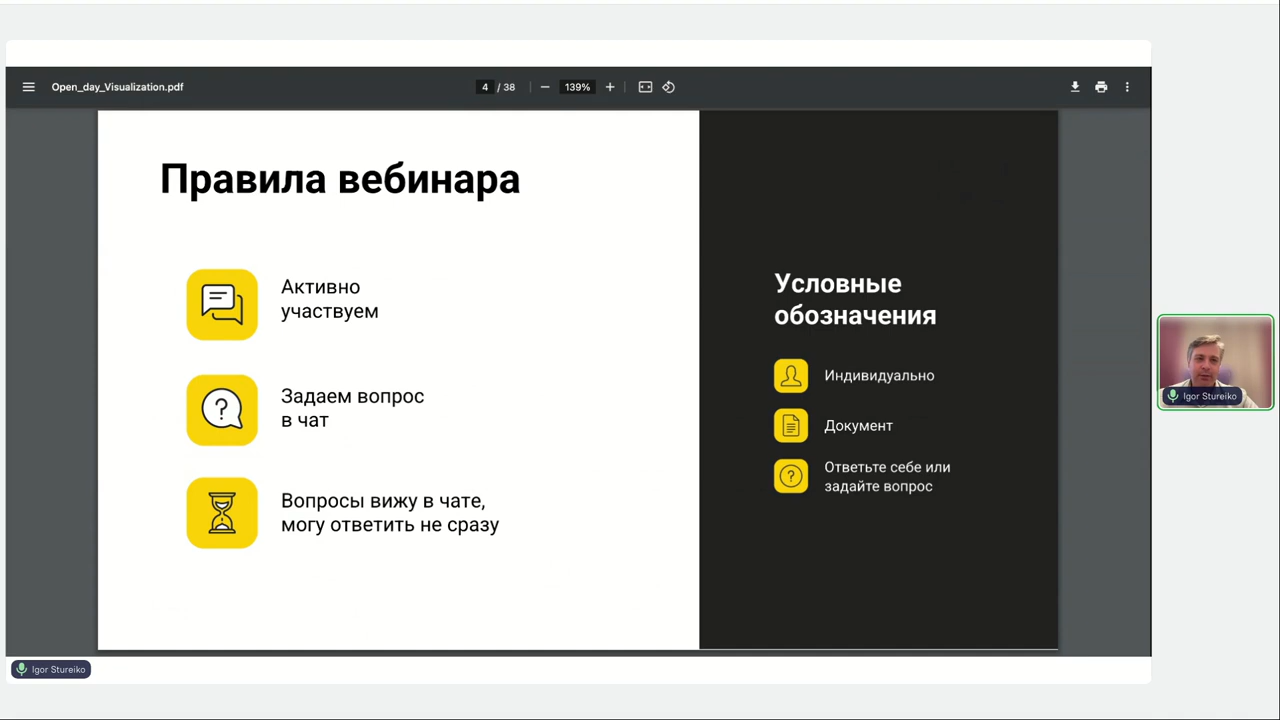 Open_day_Visualization.pdf
4 / 38
139%
Правила вебинара
Активно
участвуем
Задаем вопрос
в чат
Вопросы вижу в чате,
могу ответить не сразу
Условные
обозначения
Индивидуально
Документ
Ответьте себе или
задайте вопрос
Igor Stureiko
Igor Stureiko